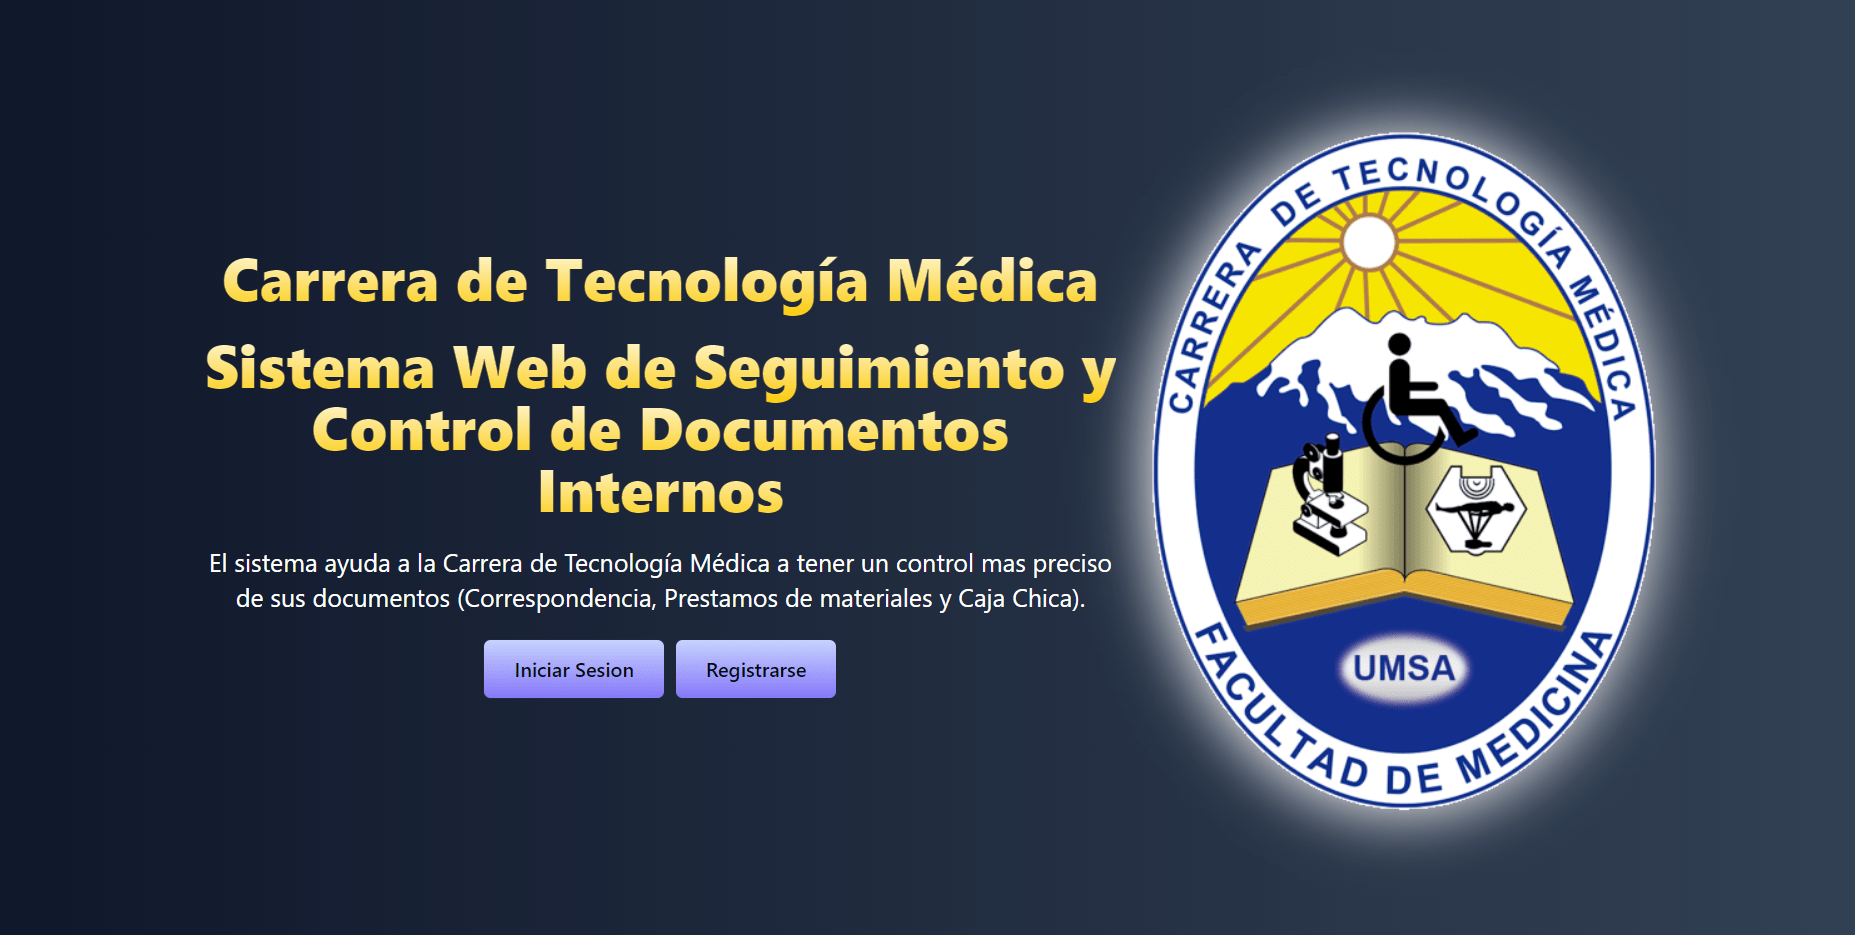 Carrera de Tecnología Médica
Sistema Web de Seguimiento y
Control de Documentos
Internos
El sistema ayuda a la Carrera de Tecnología Médica a tener un control mas preciso
de sus documentos (Correspondencia, Prestamos de materiales y Caja Chica).
Iniciar Sesion
Registrarse
CARRERA DE TECNOLOGÍA MÉDICA
UMSA
FACULTAD DE MEDICINA